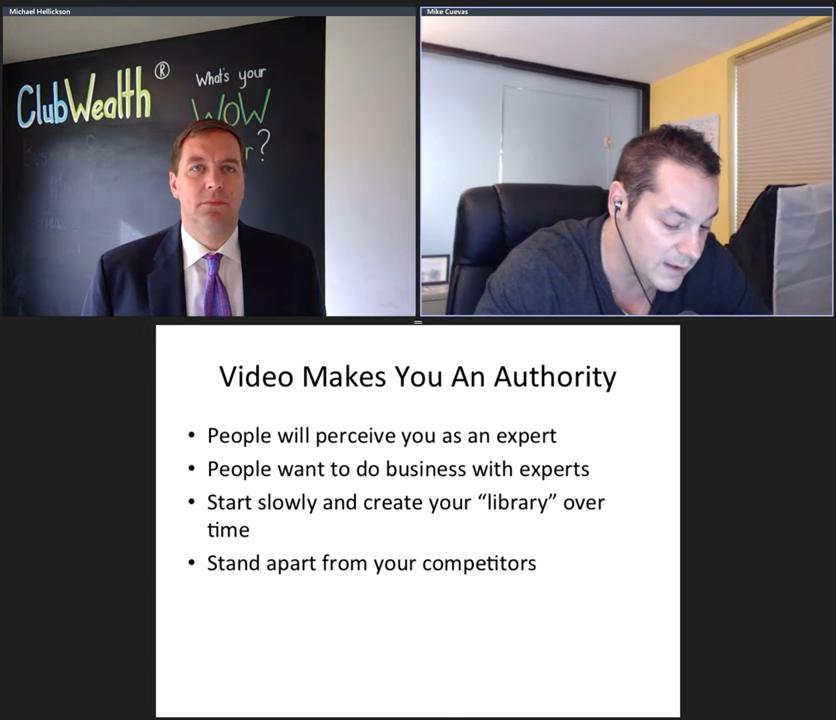 Michael Hellickson
Mike Cuevas
ClubWealth®
What's your
WOW
r?
Video Makes You An Authority
• People will perceive you as an expert
• People want to do business with experts
• Start slowly and create your “library” over
time
• Stand apart from your competitors